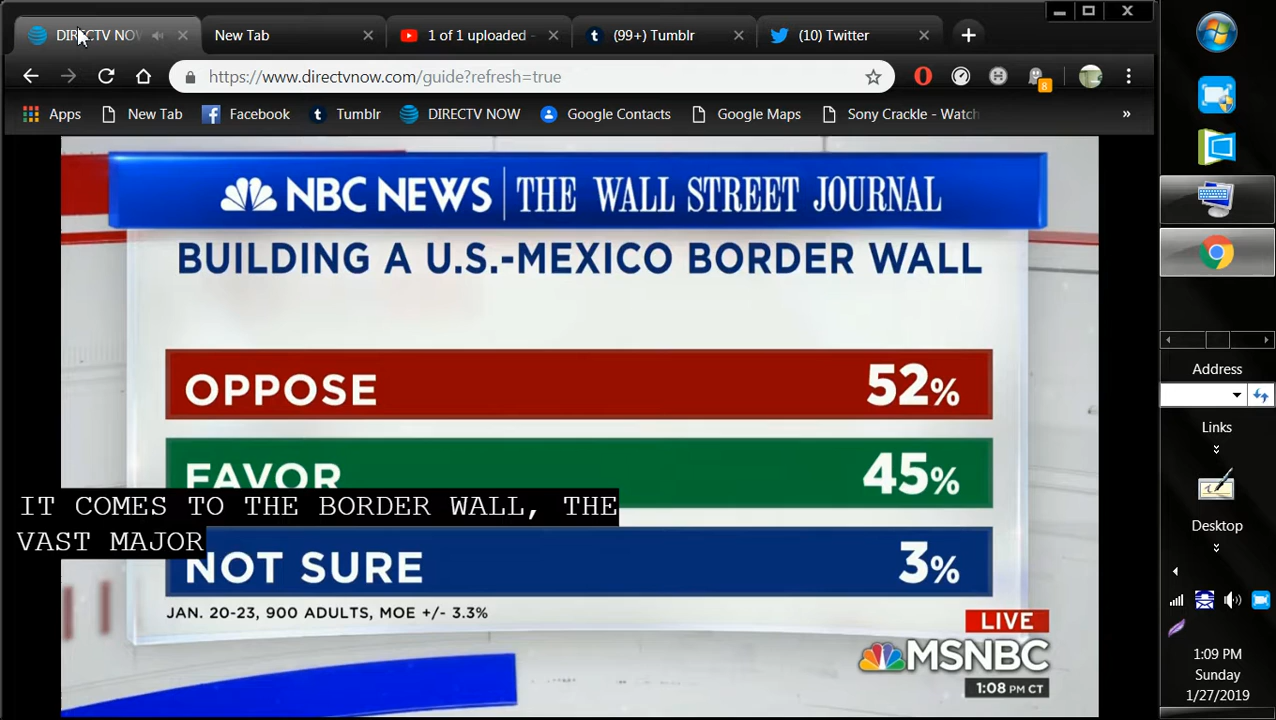 DIRECTV NO
New Tab
1 of 1 uploaded -
(99+) Tumblr
(10) Twitter
https://www.directvnow.com/guide?refresh=true
8
Apps
New Tab
Facebook
Tumblr
DIRECTV NOW
Google Contacts
Google Maps
Sony Crackle - Watch
»
NBC NEWS | THE WALL STREET JOURNAL
BUILDING A U.S.-MEXICO BORDER WALL
OPPOSE 52%
FAVOR 45%
IT COMES TO THE BORDER WALL, THE
VAST MAJOR
NOT SURE 3%
JAN. 20-23, 900 ADULTS, MOE +/- 3.3%
LIVE
MSNBC
1:08 PM CT
Address
Links
Desktop
1:09 PM
Sunday
1/27/2019